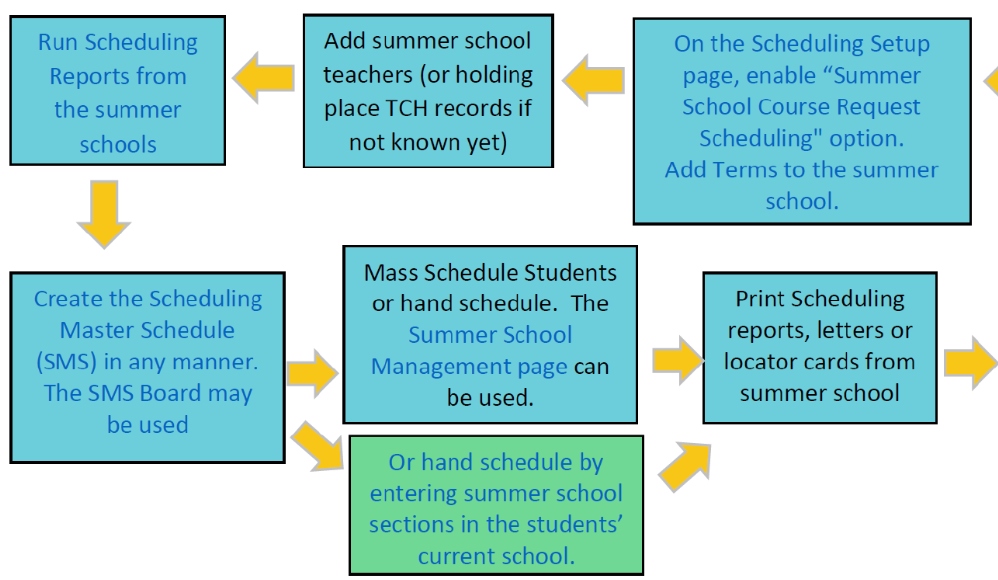 Run Scheduling
Reports from
the summer
schools
Add summer school
teachers (or holding
place TCH records if
not known yet)
On the Scheduling Setup
page, enable “Summer
School Course Request
Scheduling" option.
Add Terms to the summer
school.
Create the Scheduling
Master Schedule
(SMS) in any manner.
The SMS Board may
be used
Mass Schedule Students
or hand schedule.  The
Summer School
Management page can
be used.
Print Scheduling
reports, letters or
locator cards from
summer school
Or hand schedule by
entering summer school
sections in the students’
current school.